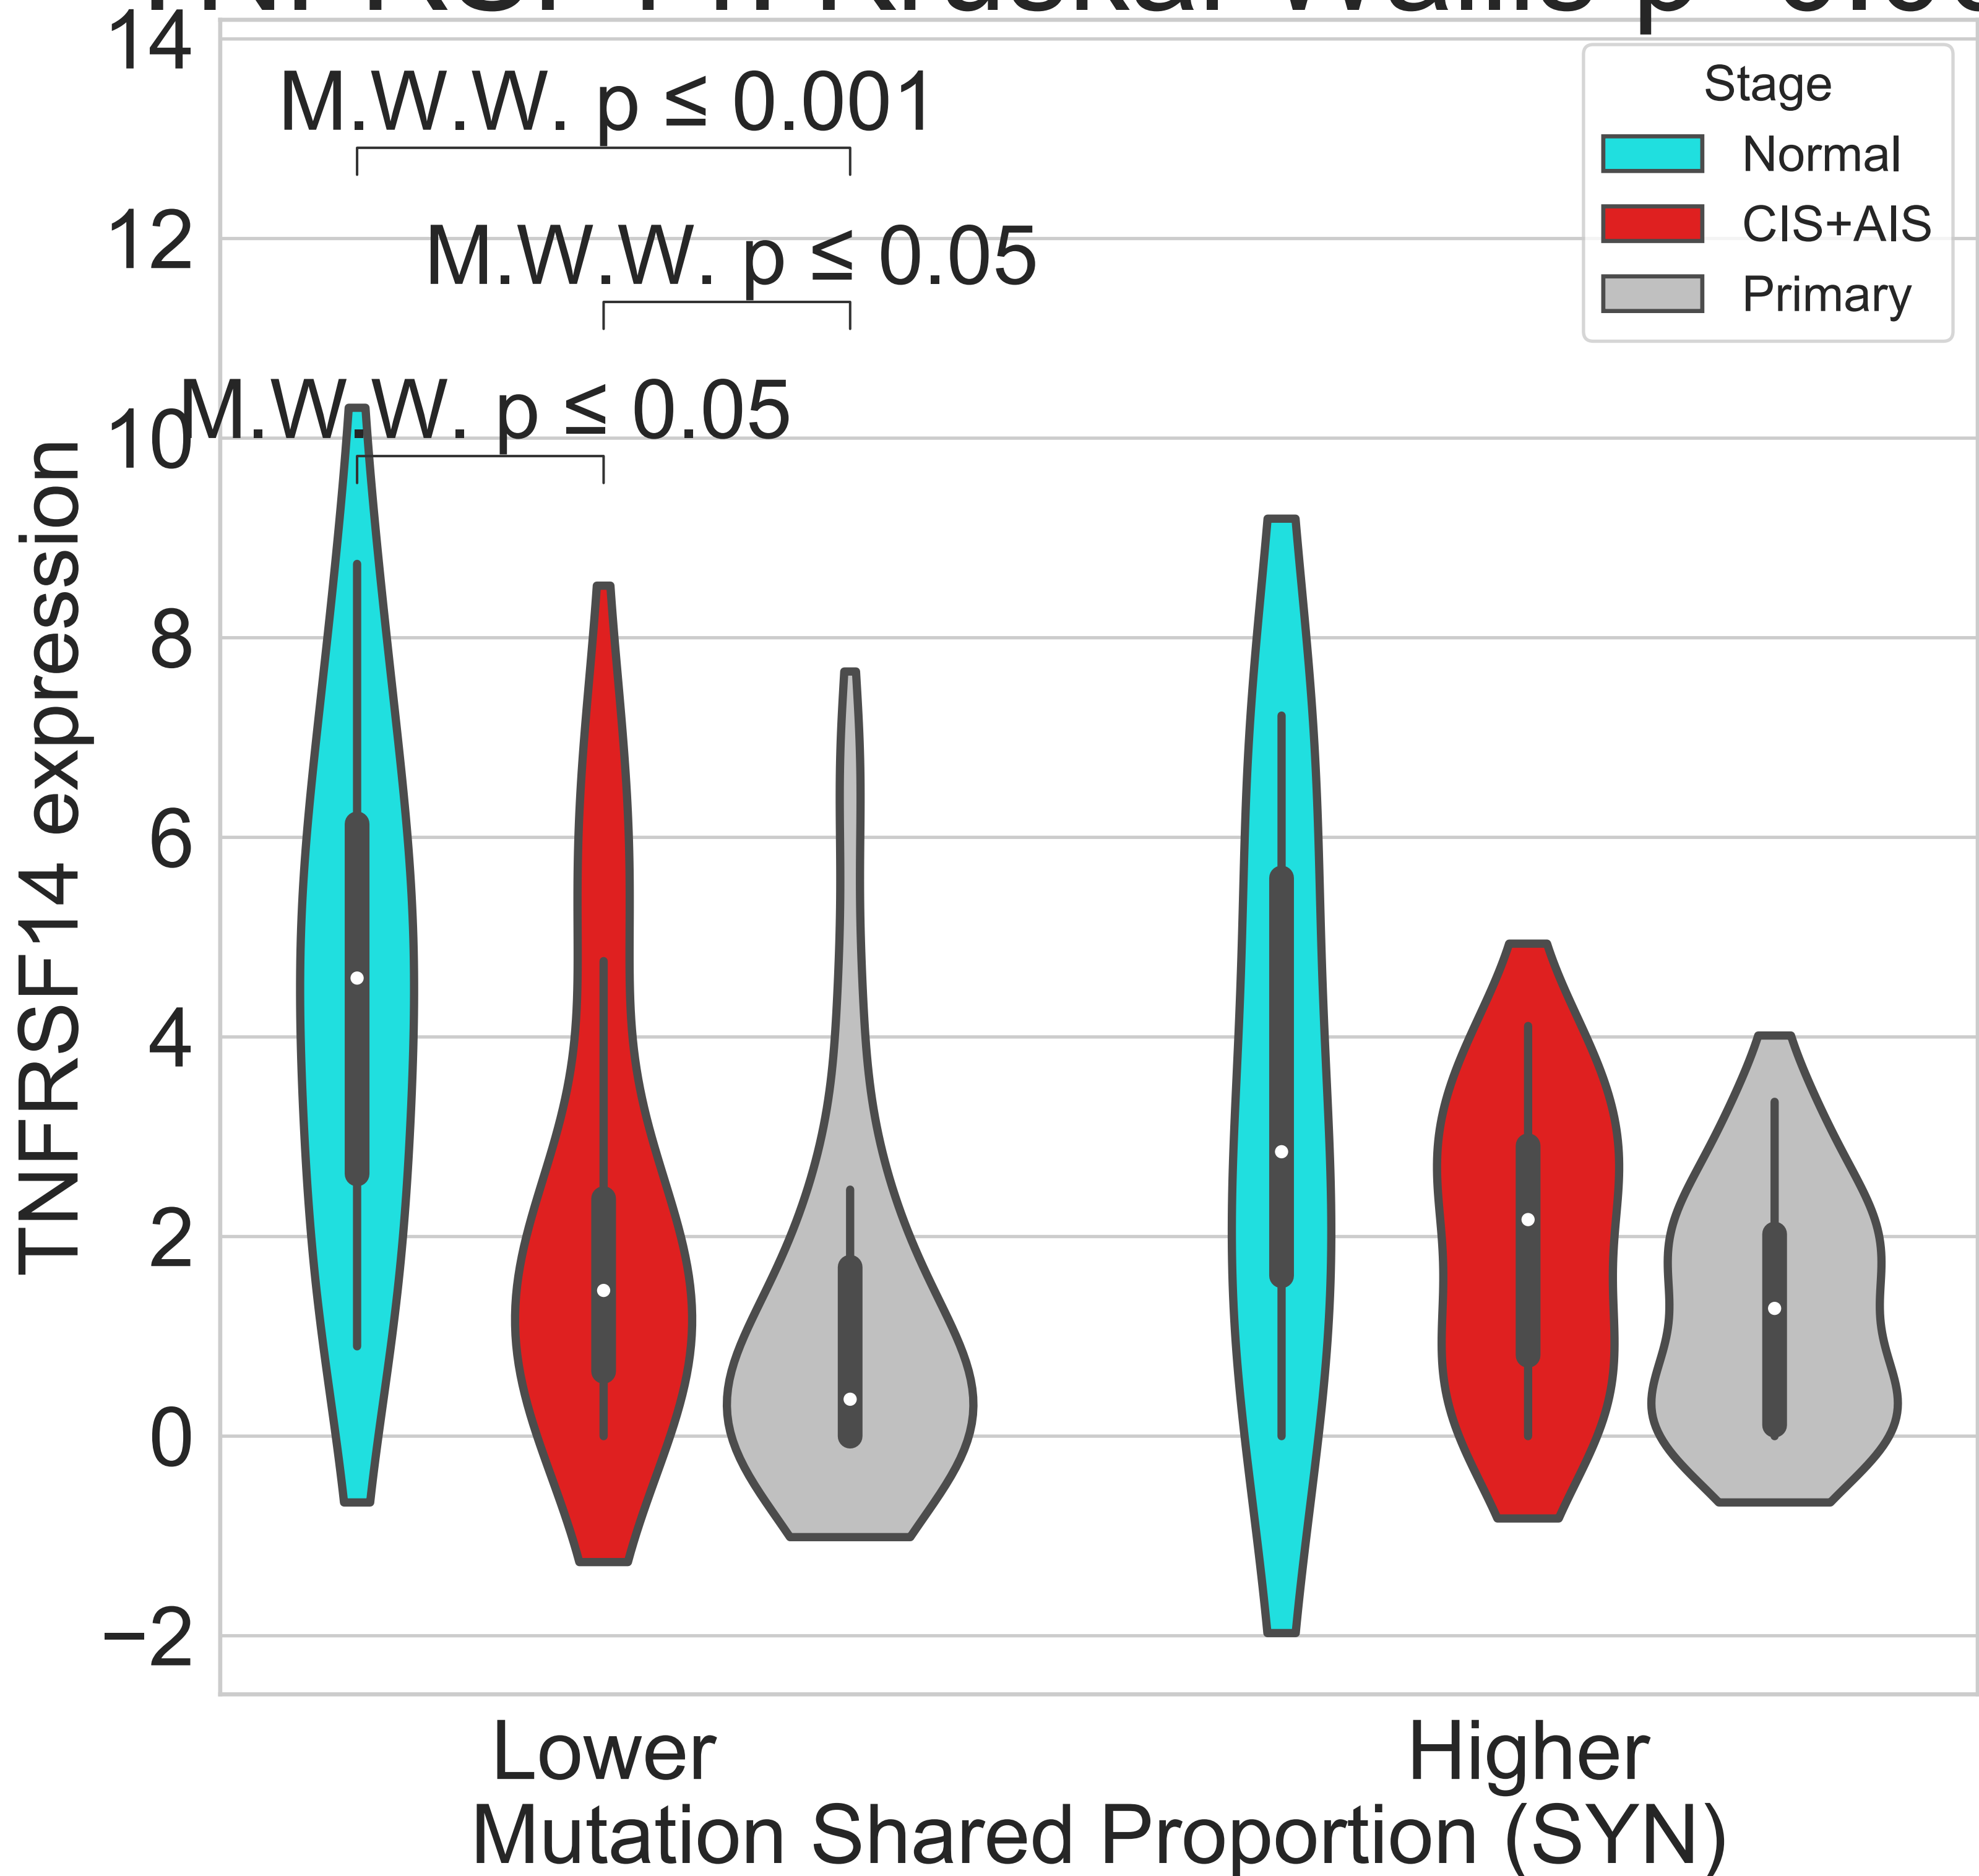 14
M.W.W. p ≤ 0.001
Stage
Normal
CIS+AIS
Primary
12
M.W.W. p ≤ 0.05
M.W.W. p ≤ 0.05
10
8
6
4
2
0
−2
TNFRSF14 expression
Lower
Higher
Mutation Shared Proportion (SYN)